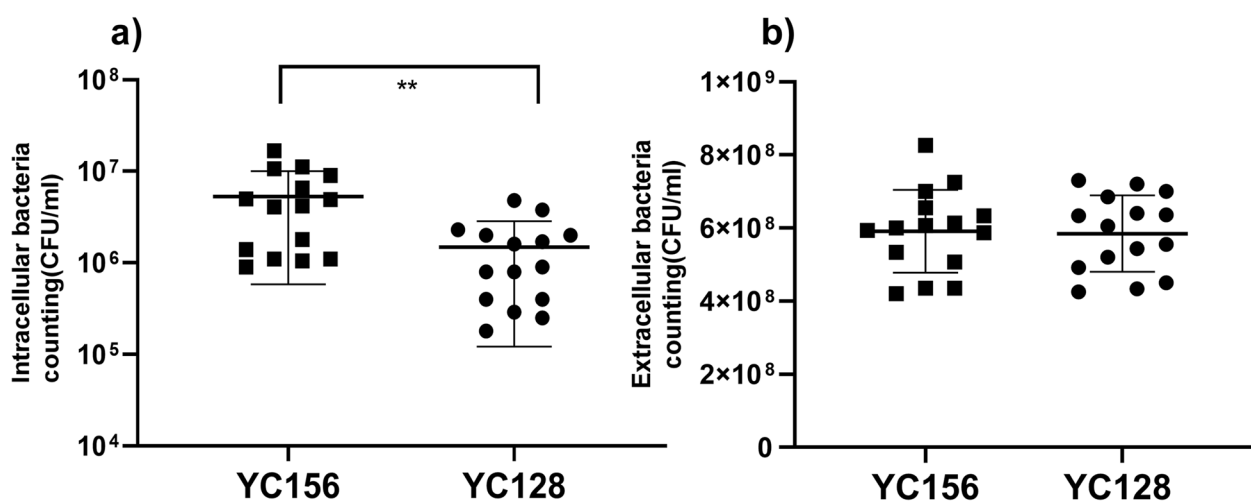 a)
Intracellular bacteria
counting(CFU/ml)
10⁸
10⁷
10⁶
10⁵
10⁴
**
YC156
YC128
b)
Extracellular bacteria
counting(CFU/ml)
1×10⁹
8×10⁸
6×10⁸
4×10⁸
2×10⁸
0
YC156
YC128